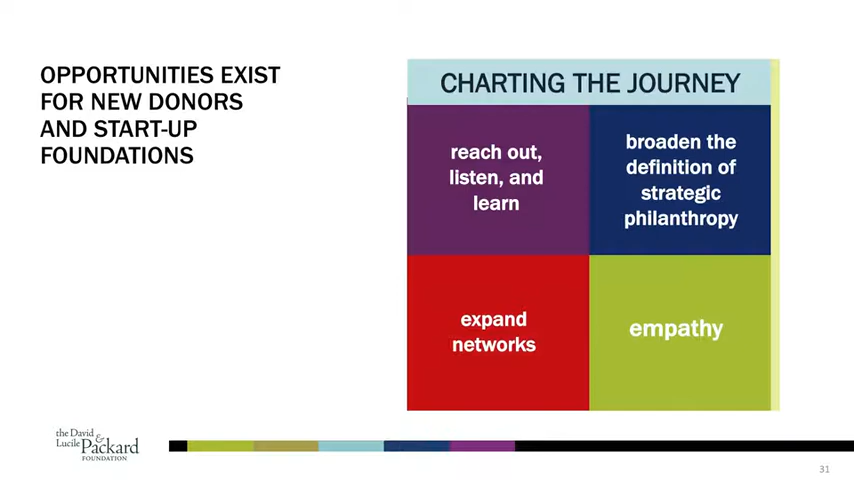 OPPORTUNITIES EXIST
FOR NEW DONORS
AND START-UP
FOUNDATIONS
CHARTING THE JOURNEY
reach out,
listen, and
learn
broaden the
definition of
strategic
philanthropy
expand
networks
empathy
the David
& 
Lucile Packard
FOUNDATION
31